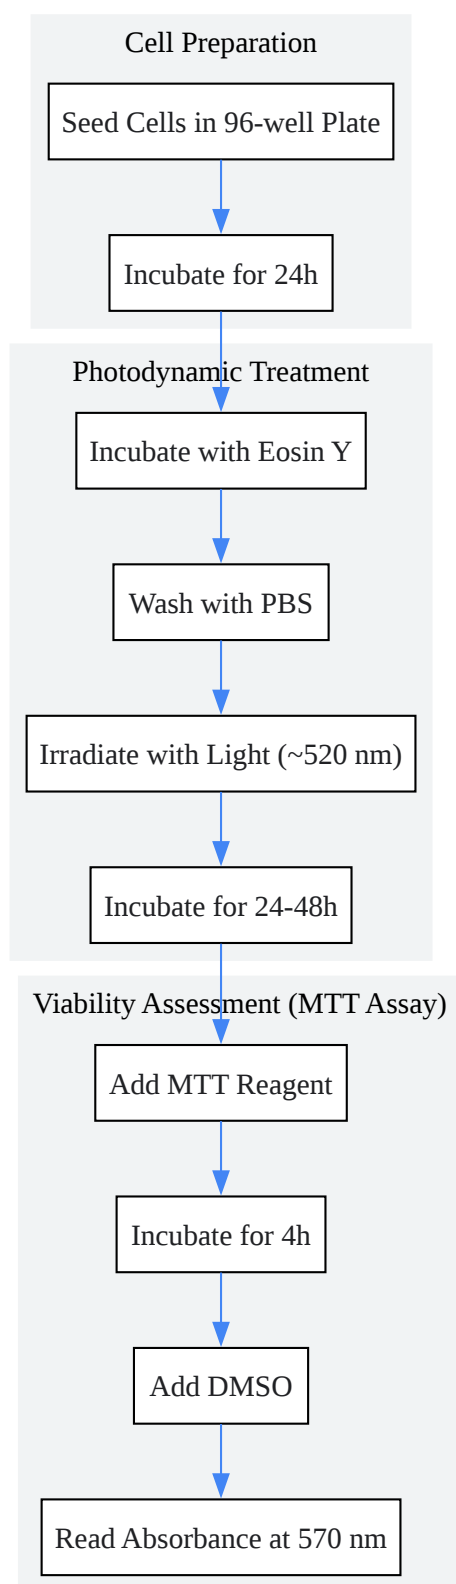 Cell Preparation
Seed Cells in 96-well Plate
Incubate for 24h
Photodynamic Treatment
Incubate with Eosin Y
Wash with PBS
Irradiate with Light (~520 nm)
Incubate for 24-48h
Viability Assessment (MTT Assay)
Add MTT Reagent
Incubate for 4h
Add DMSO
Read Absorbance at 570 nm